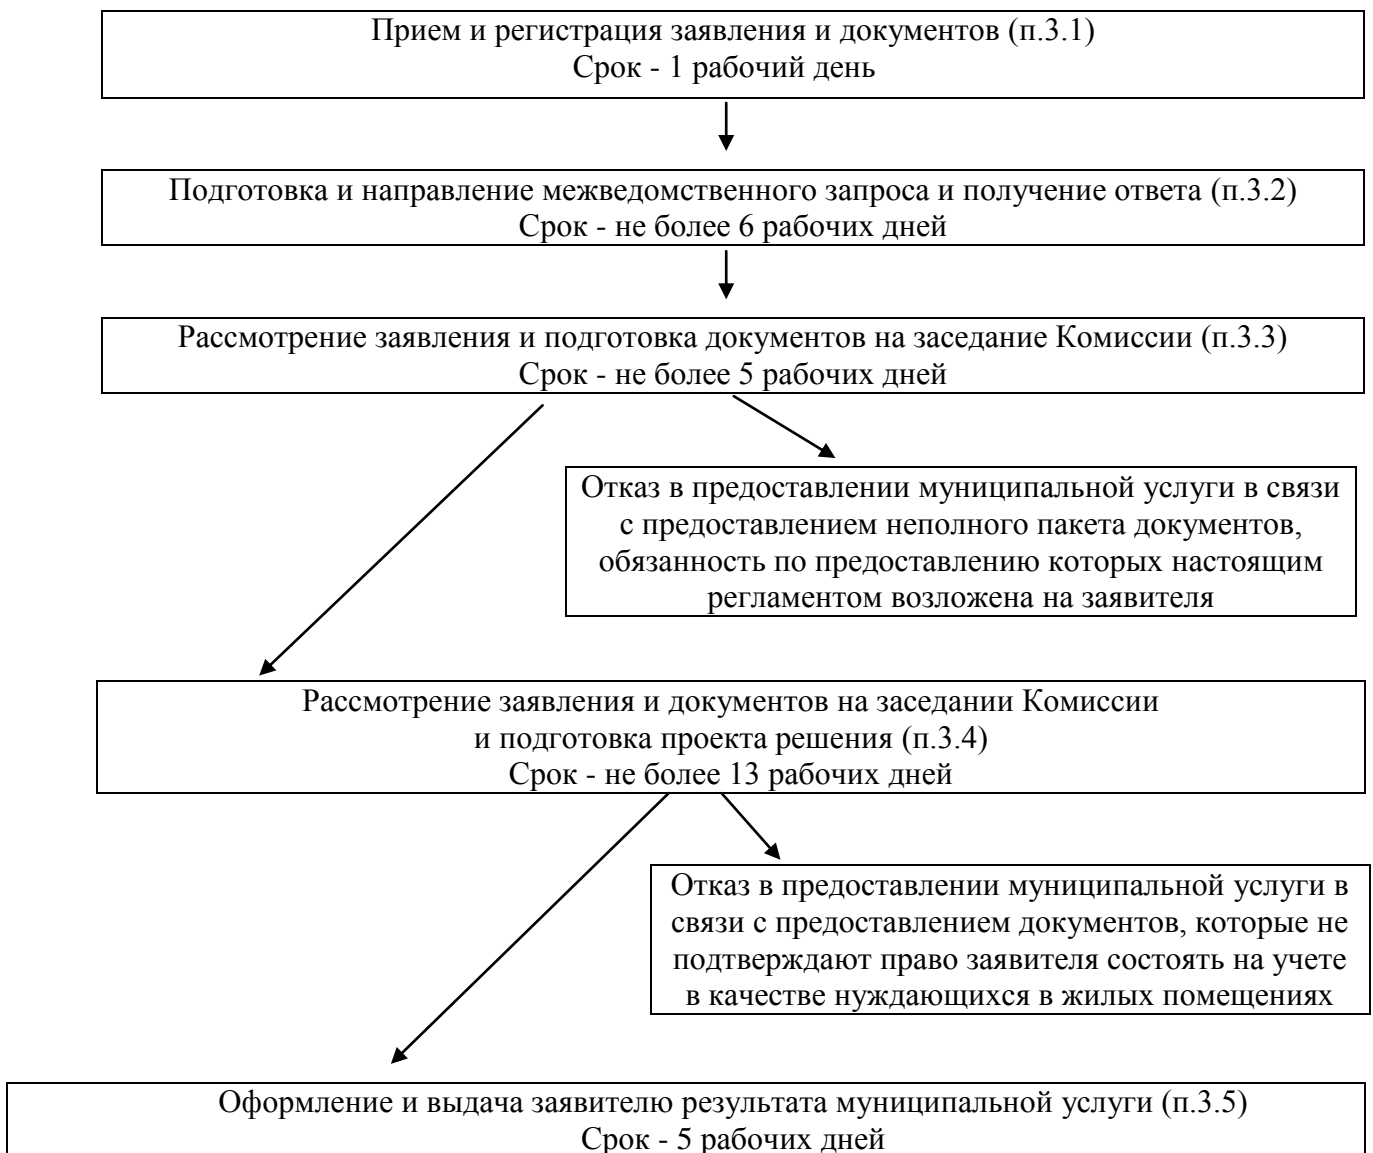 Прием и регистрация заявления и документов (п.3.1)
Срок - 1 рабочий день
Подготовка и направление межведомственного запроса и получение ответа (п.3.2)
Срок - не более 6 рабочих дней
Рассмотрение заявления и подготовка документов на заседание Комиссии (п.3.3)
Срок - не более 5 рабочих дней
Отказ в предоставлении муниципальной услуги в связи
с предоставлением неполного пакета документов,
обязанность по предоставлению которых настоящим
регламентом возложена на заявителя
Рассмотрение заявления и документов на заседании Комиссии
и подготовка проекта решения (п.3.4)
Срок - не более 13 рабочих дней
Отказ в предоставлении муниципальной услуги в
связи с предоставлением документов, которые не
подтверждают право заявителя состоять на учете
в качестве нуждающихся в жилых помещениях
Оформление и выдача заявителю результата муниципальной услуги (п.3.5)
Срок - 5 рабочих дней